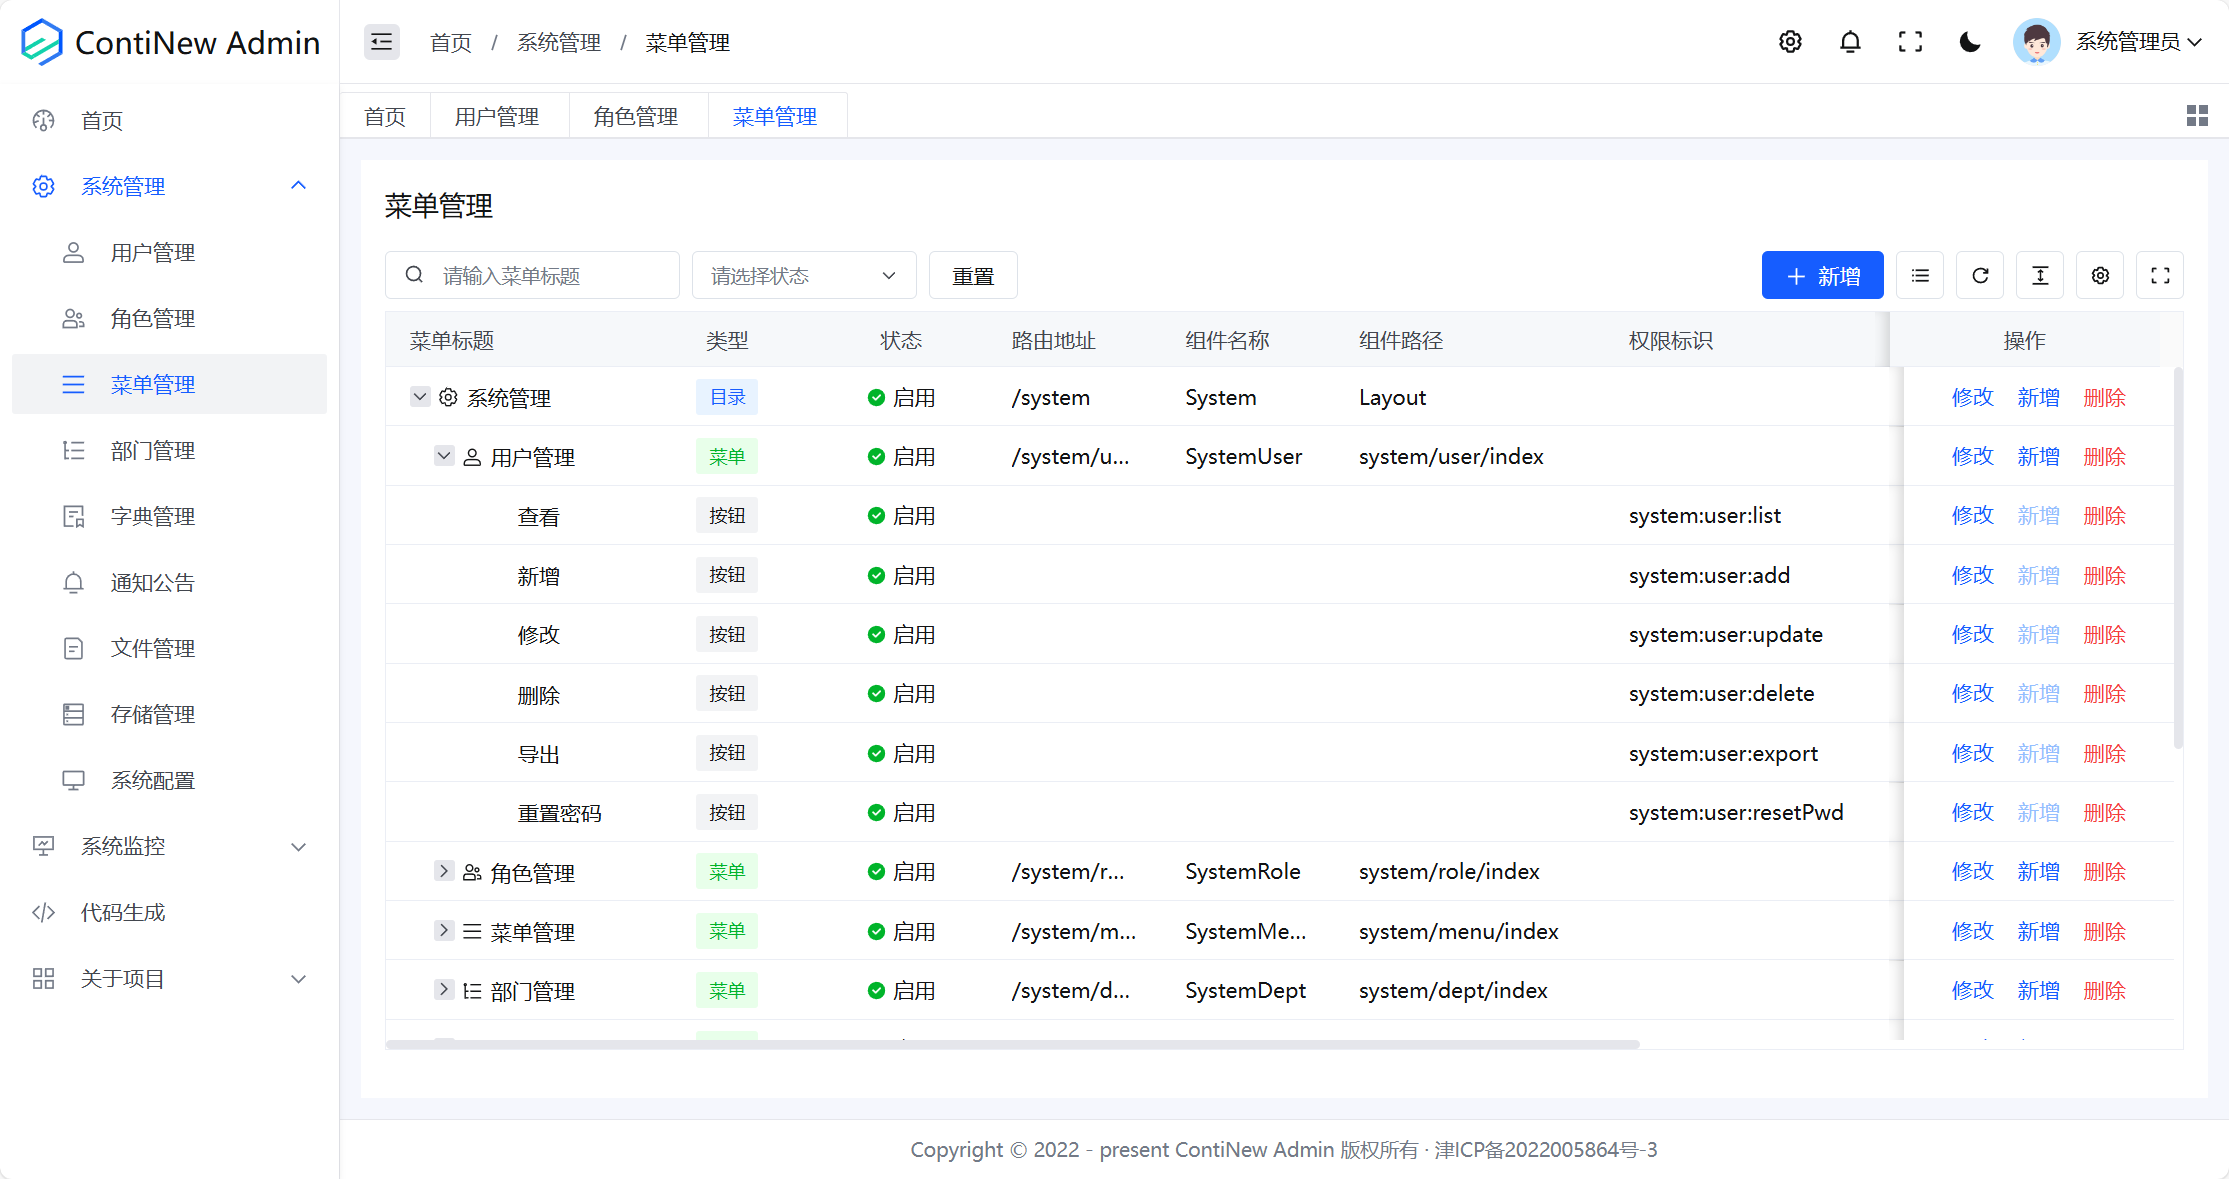 ContiNew Admin
首页 / 系统管理 / 菜单管理
系统管理员
首页
系统管理
用户管理
角色管理
菜单管理
部门管理
字典管理
通知公告
文件管理
存储管理
系统配置
系统监控
代码生成
关于项目
首页 用户管理 角色管理 菜单管理
菜单管理
请输入菜单标题 请选择状态 重置 新增
菜单标题 类型 状态 路由地址 组件名称 组件路径 权限标识 操作
系统管理 目录 启用 /system System Layout 修改 新增 删除
用户管理 菜单 启用 /system/u... SystemUser system/user/index 修改 新增 删除
查看 按钮 启用 system:user:list 修改 新增 删除
新增 按钮 启用 system:user:add 修改 新增 删除
修改 按钮 启用 system:user:update 修改 新增 删除
删除 按钮 启用 system:user:delete 修改 新增 删除
导出 按钮 启用 system:user:export 修改 新增 删除
重置密码 按钮 启用 system:user:resetPwd 修改 新增 删除
角色管理 菜单 启用 /system/r... SystemRole system/role/index 修改 新增 删除
菜单管理 菜单 启用 /system/m... SystemMe... system/menu/index 修改 新增 删除
部门管理 菜单 启用 /system/d... SystemDept system/dept/index 修改 新增 删除
Copyright © 2022 - present ContiNew Admin 版权所有 · 津ICP备2022005864号-3